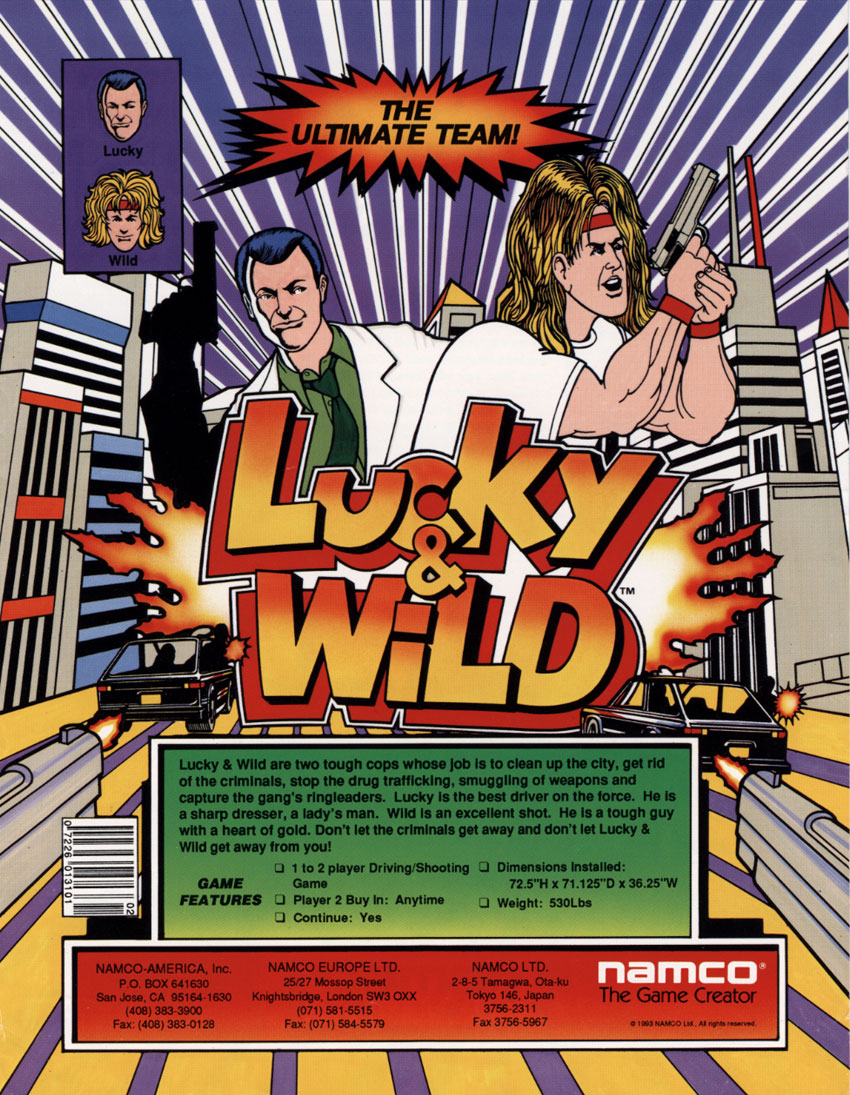 THE
ULTIMATE TEAM!
Lucky
Wild
Lucky
&
WiLD
™
Lucky & Wild are two tough cops whose job is to clean up the city, get rid
of the criminals, stop the drug trafficking, smuggling of weapons and
capture the gang's ringleaders. Lucky is the best driver on the force. He is
a sharp dresser, a lady's man. Wild is an excellent shot. He is a tough guy
with a heart of gold. Don't let the criminals get away and don't let Lucky &
Wild get away from you!
GAME
FEATURES
❑ 1 to 2 player Driving/Shooting
Game
❑ Player 2 Buy In: Anytime
❑ Continue: Yes
❑ Dimensions Installed:
72.5"H x 71.125"D x 36.25"W
❑ Weight: 530Lbs
0 7226 013101 02
NAMCO-AMERICA, Inc.
P.O. BOX 641630
San Jose, CA 95164-1630
(408) 383-3900
Fax: (408) 383-0128
NAMCO EUROPE LTD.
25/27 Mossop Street
Knightsbridge, London SW3 OXX
(071) 581-5515
Fax: (071) 584-5579
NAMCO LTD.
2-8-5 Tamagwa, Ota-ku
Tokyo 146, Japan
3756-2311
Fax 3756-5967
namco®
The Game Creator
© 1993 NAMCO Ltd., All rights reserved.